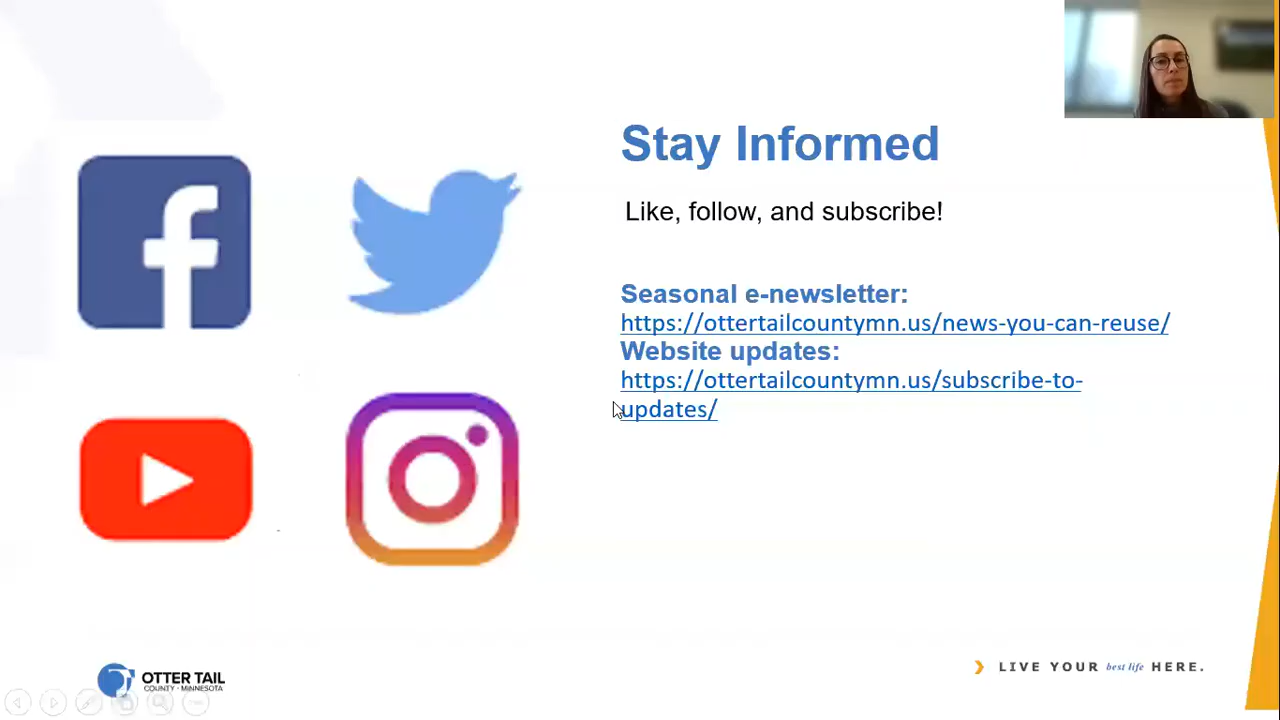 Stay Informed
Like, follow, and subscribe!
Seasonal e-newsletter:
https://ottertailcountymn.us/news-you-can-reuse/
Website updates:
https://ottertailcountymn.us/subscribe-to-
updates/
OTTER TAIL
COUNTY · MINNESOTA
LIVE YOUR best life HERE.